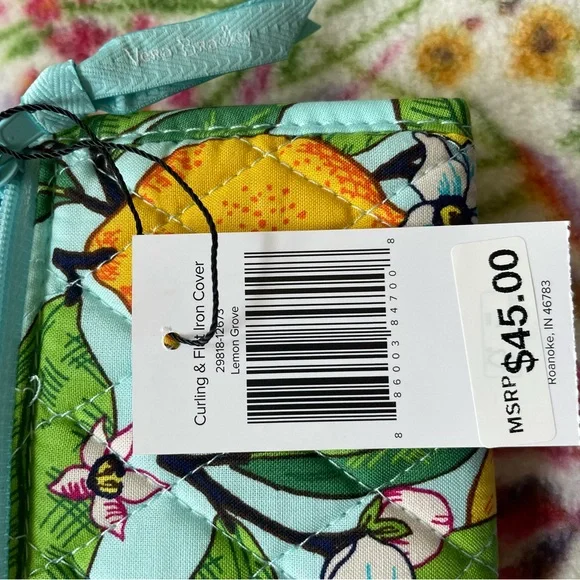 Vera Bradley
Curling & Flat Iron Cover
29818-12673
Lemon Grove
8 86003 84700 8
MSRP $45.00
Roanoke, IN 46783